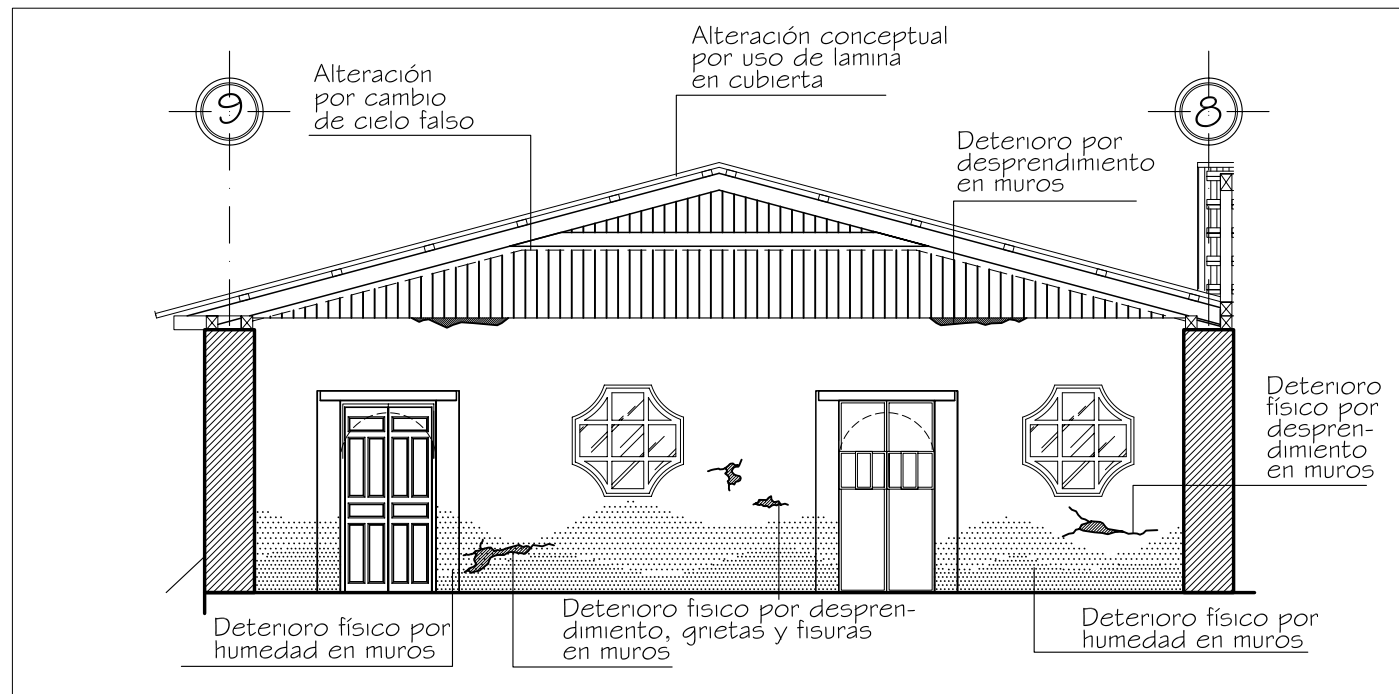 Alteración conceptual
por uso de lamina
en cubierta
Alteración
por cambio
de cielo falso
9
8
Deterioro por
desprendimiento
en muros
Deterioro
físico por
despren-
dimiento
en muros
Deterioro físico por
humedad en muros
Deterioro fisico por despren-
dimiento, grietas y fisuras
en muros
Deterioro físico por
humedad en muros